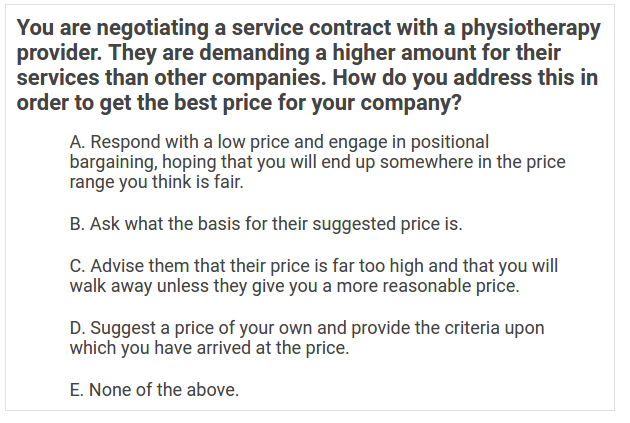 You are negotiating a service contract with a physiotherapy
provider. They are demanding a higher amount for their
services than other companies. How do you address this in
order to get the best price for your company?
A. Respond with a low price and engage in positional
bargaining, hoping that you will end up somewhere in the price
range you think is fair.
B. Ask what the basis for their suggested price is.
C. Advise them that their price is far too high and that you will
walk away unless they give you a more reasonable price.
D. Suggest a price of your own and provide the criteria upon
which you have arrived at the price.
E. None of the above.